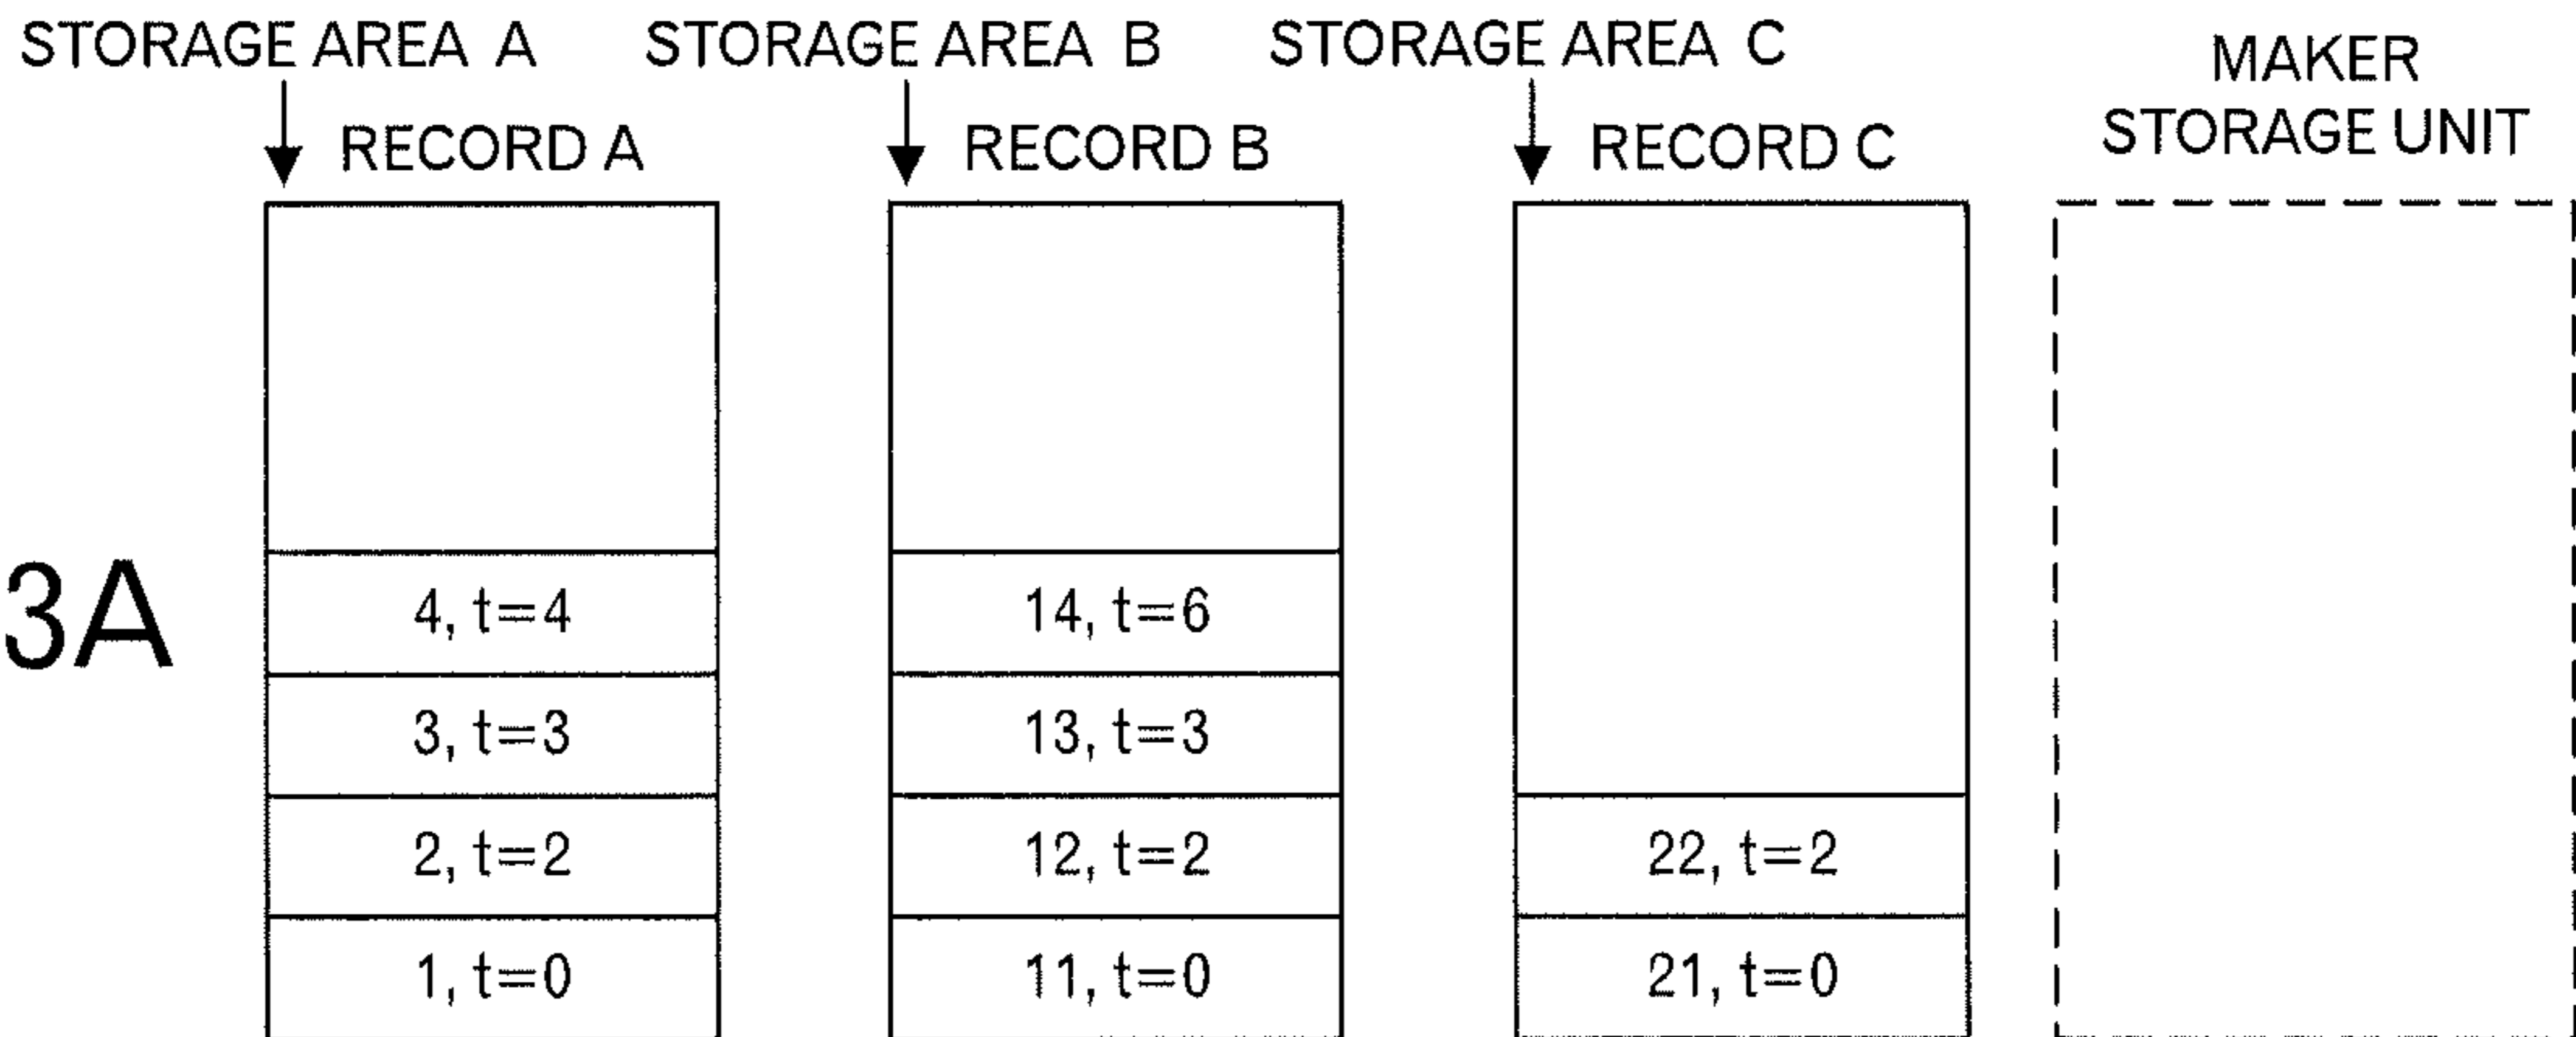 STORAGE AREA A
STORAGE AREA B
STORAGE AREA C
MAKER
STORAGE UNIT
RECORD A
RECORD B
RECORD C
3A
4, t=4
14, t=6
3, t=3
13, t=3
2, t=2
12, t=2
22, t=2
1, t=0
11, t=0
21, t=0